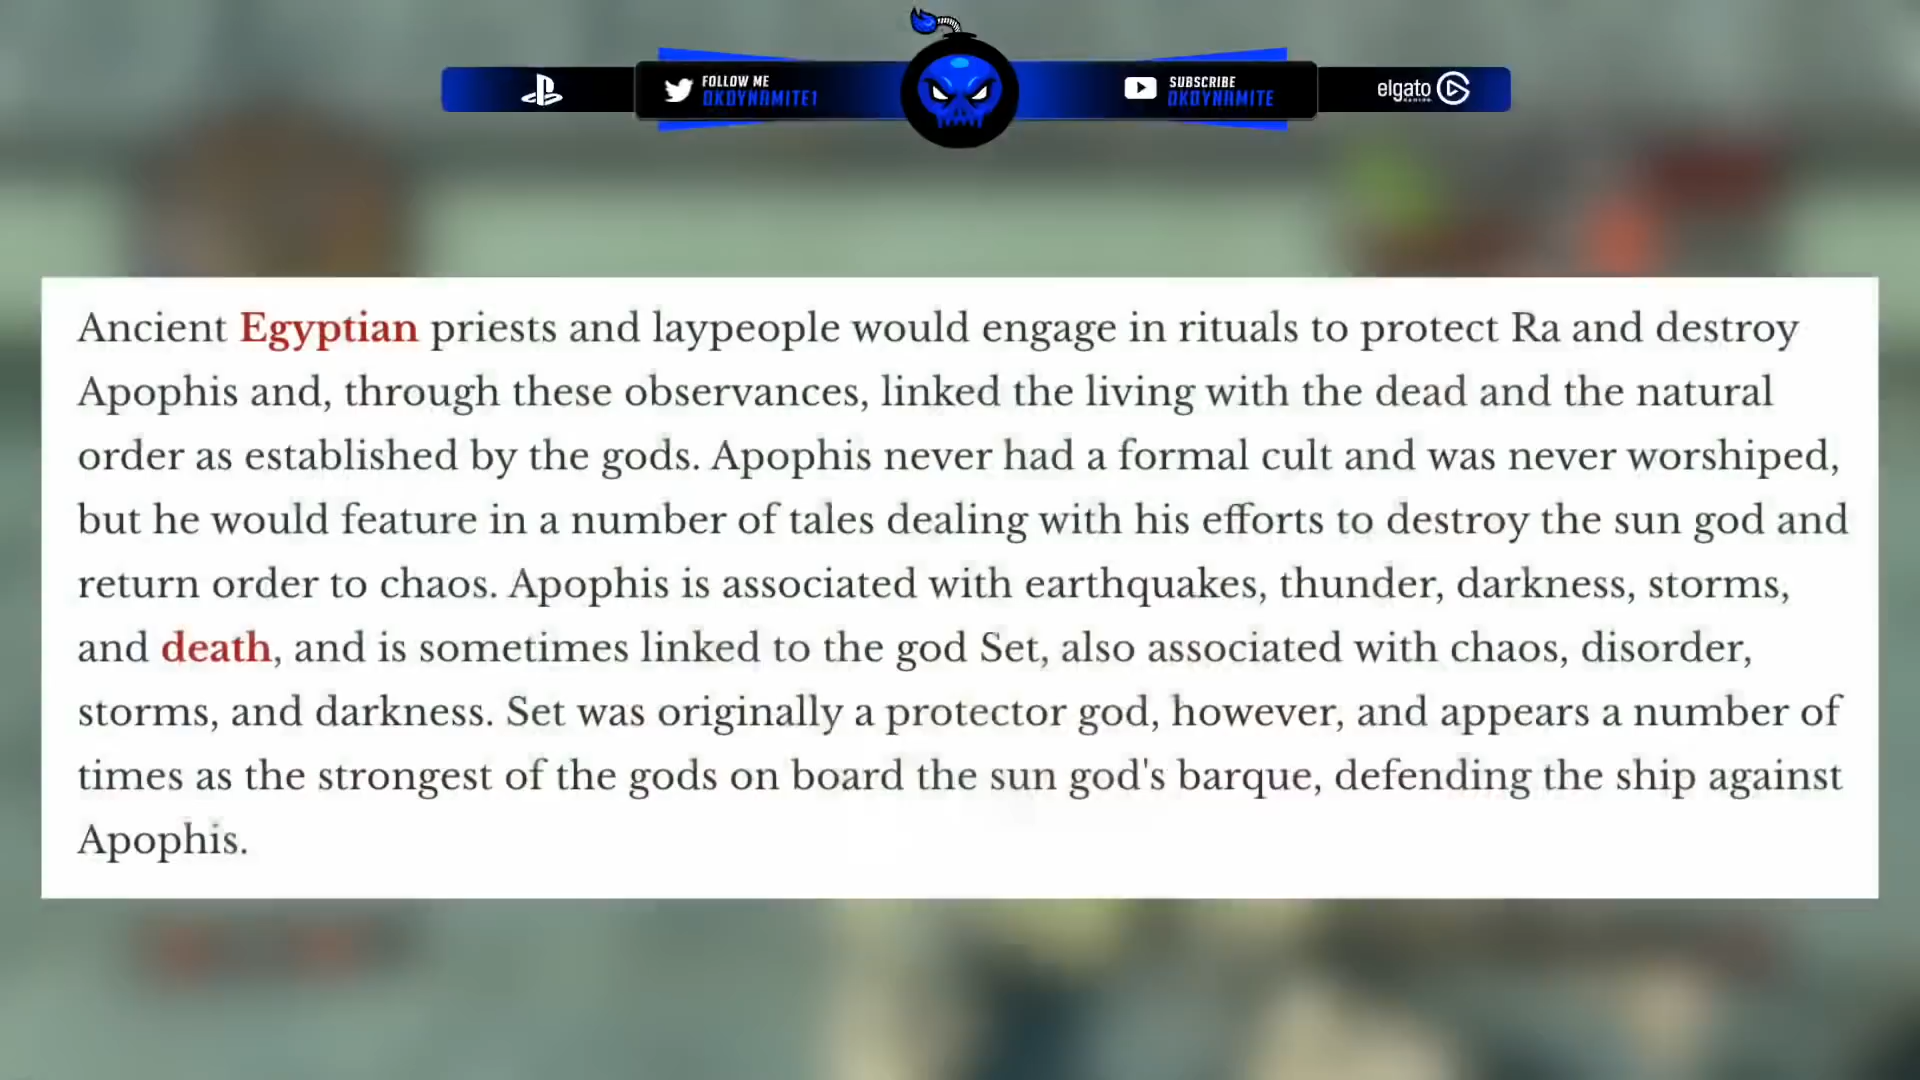 FOLLOW ME
OKDYNAMITE1
SUBSCRIBE
OKDYNAMITE
elgato
GAMING
Ancient Egyptian priests and laypeople would engage in rituals to protect Ra and destroy
Apophis and, through these observances, linked the living with the dead and the natural
order as established by the gods. Apophis never had a formal cult and was never worshiped,
but he would feature in a number of tales dealing with his efforts to destroy the sun god and
return order to chaos. Apophis is associated with earthquakes, thunder, darkness, storms,
and death, and is sometimes linked to the god Set, also associated with chaos, disorder,
storms, and darkness. Set was originally a protector god, however, and appears a number of
times as the strongest of the gods on board the sun god's barque, defending the ship against
Apophis.